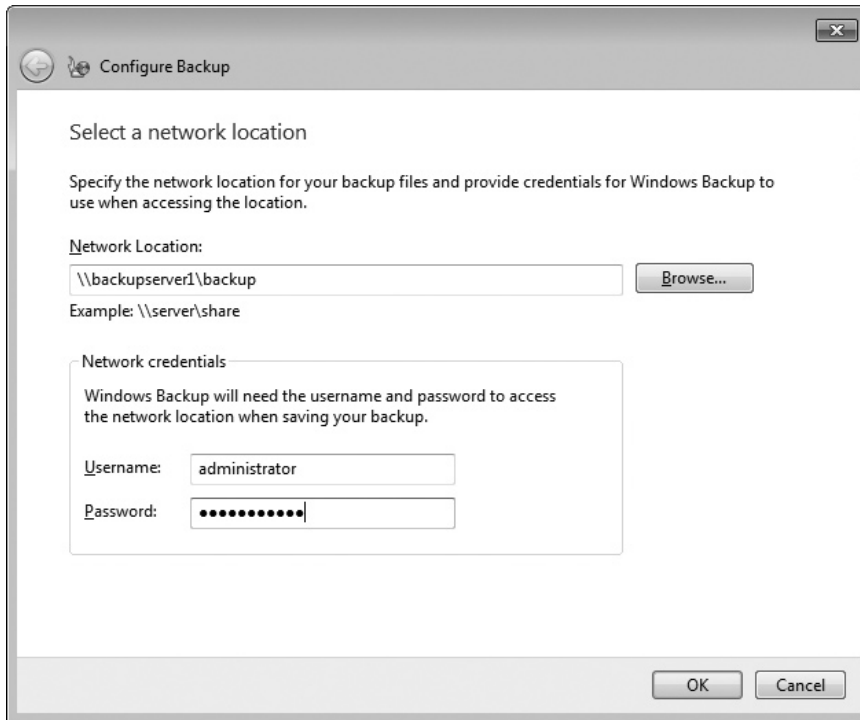 Configure Backup
Select a network location
Specify the network location for your backup files and provide credentials for Windows Backup to
use when accessing the location.
Network Location:
\\backupserver1\backup
Browse...
Example: \\server\share
Network credentials
Windows Backup will need the username and password to access
the network location when saving your backup.
Username:
administrator
Password:
●●●●●●●●●●●
OK
Cancel